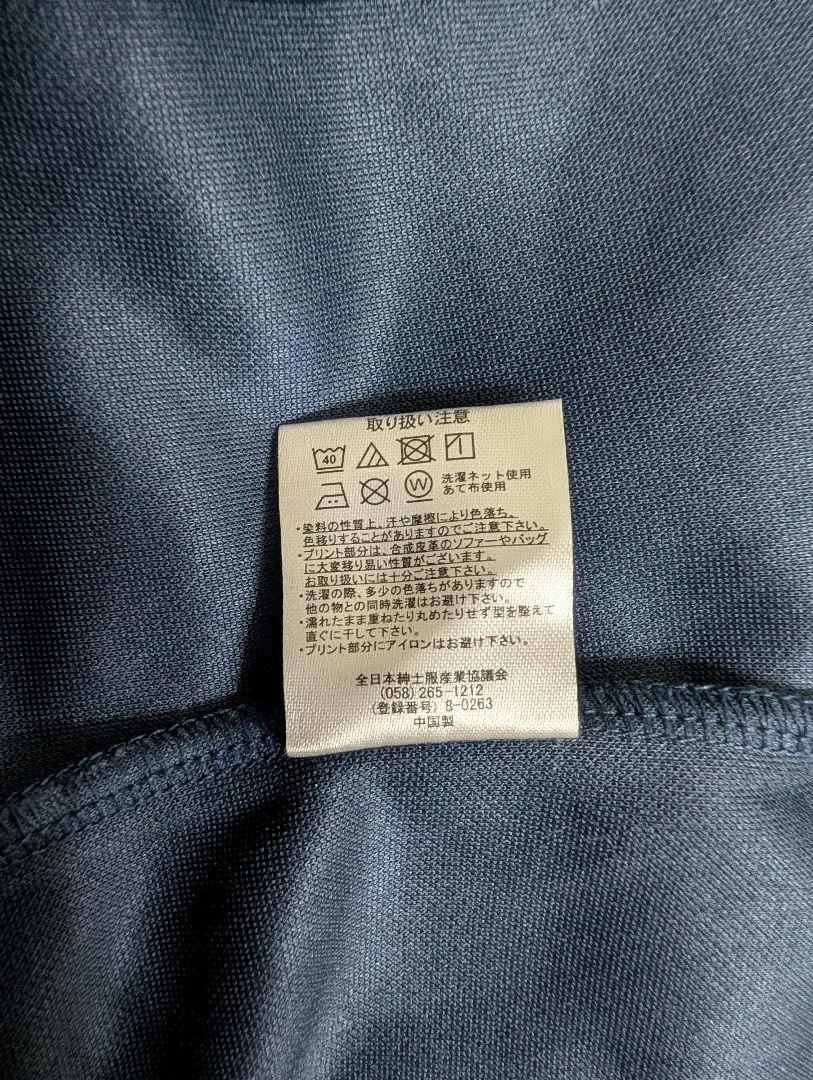 取り扱い注意
40
W 洗濯ネット使用
あて布使用
・染料の性質上、汗や摩擦により色落ち、
色移りすることがありますのでご注意下さい。
・プリント部分は、合成皮革のソファーやバッグ
に大変移り易い性質がございます。
お取り扱いには十分ご注意下さい。
・洗濯の際、多少の色落ちがありますので
他の物との同時洗濯はお避け下さい。
・濡れたまま重ねたり丸めたりせず型を整えて
直ぐに干して下さい。
・プリント部分にアイロンはお避け下さい。
全日本紳士服産業協議会
(058)265-1212
(登録番号) 8-0263
中国製